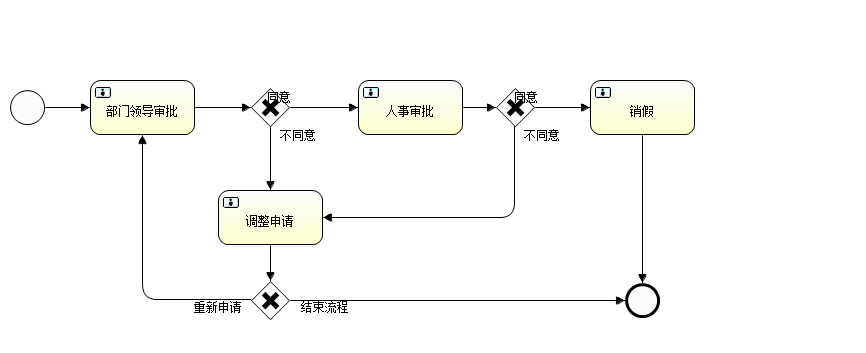 同意
同意
部门领导审批
人事审批
销假
不同意
不同意
调整申请
重新申请
结束流程